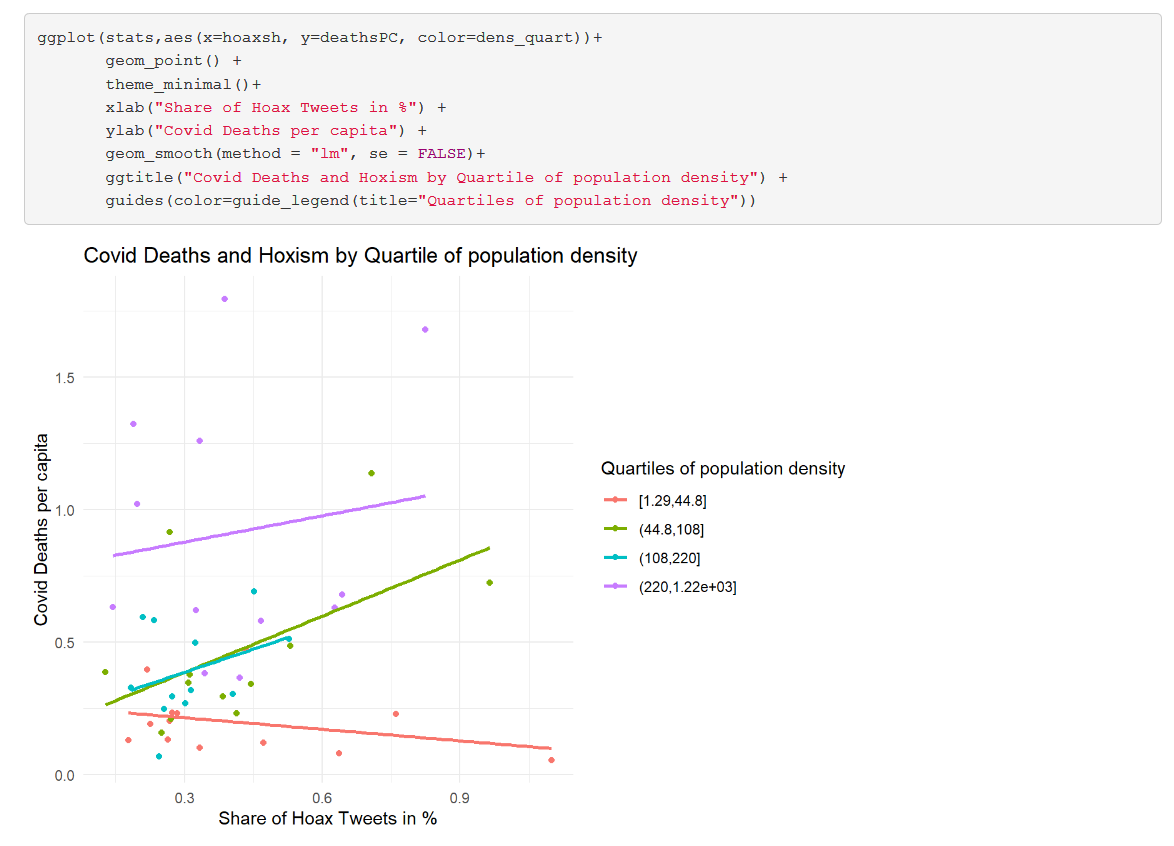 ggplot(stats,aes(x=hoaxsh, y=deathsPC, color=dens_quart))+
       geom_point() +
       theme_minimal()+
       xlab("Share of Hoax Tweets in %") +
       ylab("Covid Deaths per capita") +
       geom_smooth(method = "lm", se = FALSE)+
       ggtitle("Covid Deaths and Hoxism by Quartile of population density") +
       guides(color=guide_legend(title="Quartiles of population density"))
Covid Deaths and Hoxism by Quartile of population density
1.5
1.0
0.5
0.0
Covid Deaths per capita
0.3 0.6 0.9
Share of Hoax Tweets in %
Quartiles of population density
[1.29,44.8]
(44.8,108]
(108,220]
(220,1.22e+03]